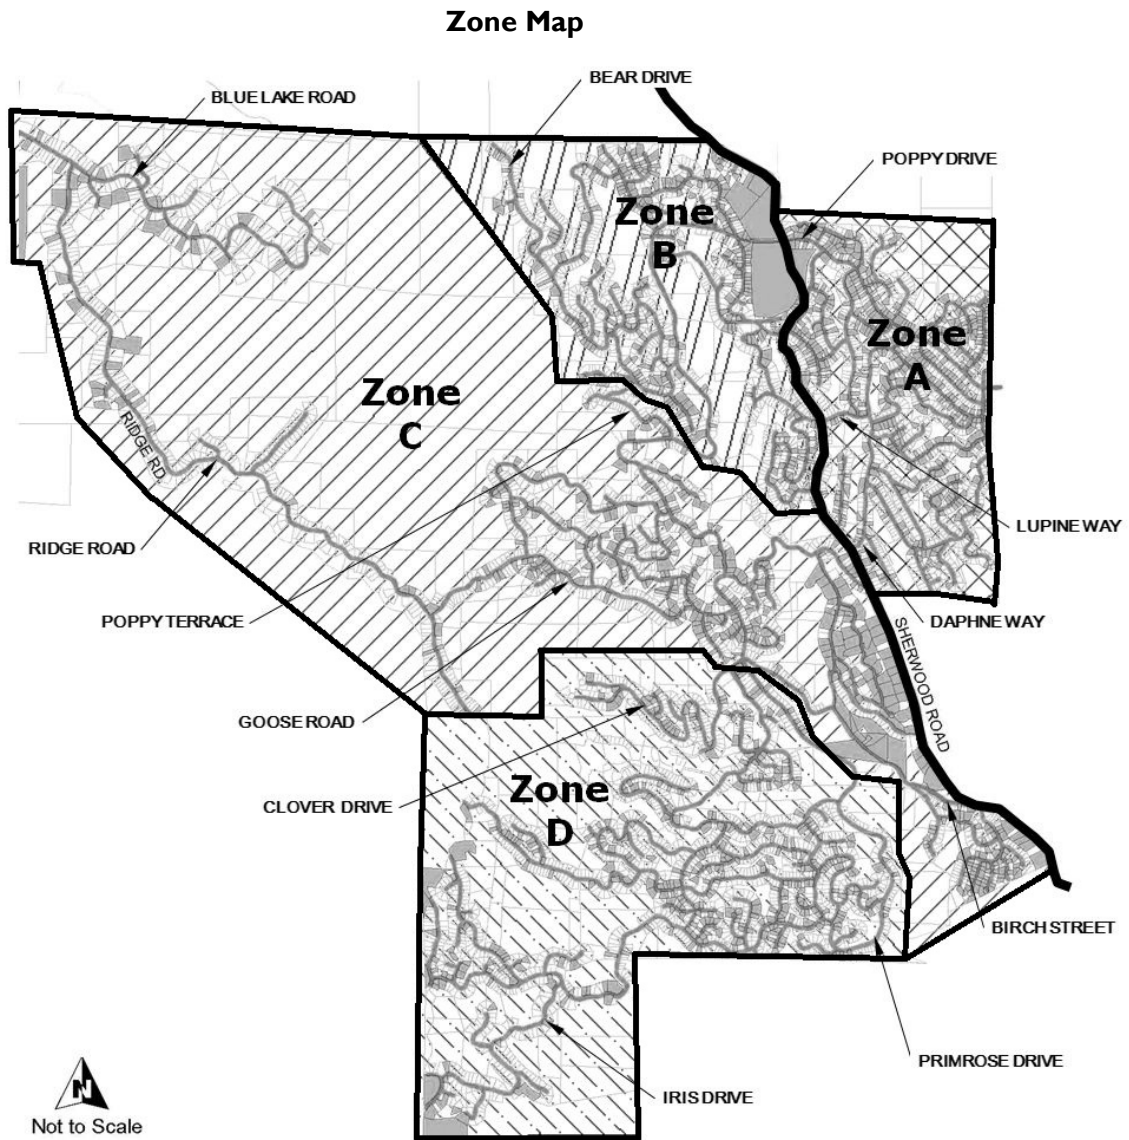 Zone Map
BEAR DRIVE
BLUE LAKE ROAD
POPPY DRIVE
Zone
B
Zone
A
Zone
C
RIDGE RD.
LUPINE WAY
RIDGE ROAD
POPPY TERRACE
DAPHNE WAY
SHERWOOD ROAD
GOOSE ROAD
CLOVER DRIVE
Zone
D
BIRCH STREET
PRIMROSE DRIVE
IRIS DRIVE
N
Not to Scale